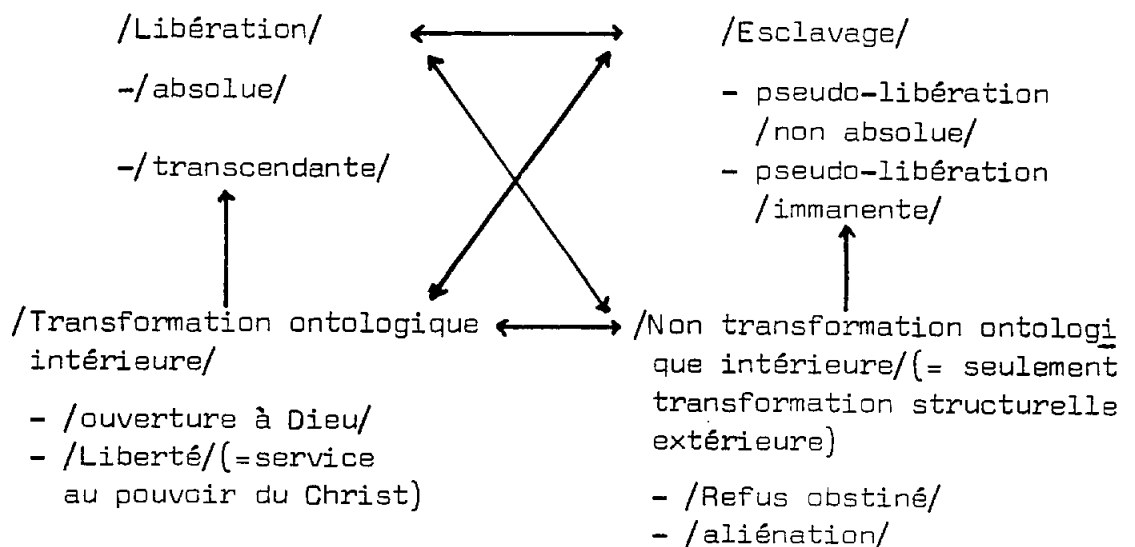 /Libération/
-/absolue/
-/transcendante/
/Esclavage/
- pseudo-libération
/non absolue/
- pseudo-libération
/immanente/
/Transformation ontologique
intérieure/
- /ouverture à Dieu/
- /Liberté/(=service
au pouvoir du Christ)
/Non transformation ontologi
que intérieure/(= seulement
transformation structurelle
extérieure)
- /Refus obstiné/
- /aliénation/